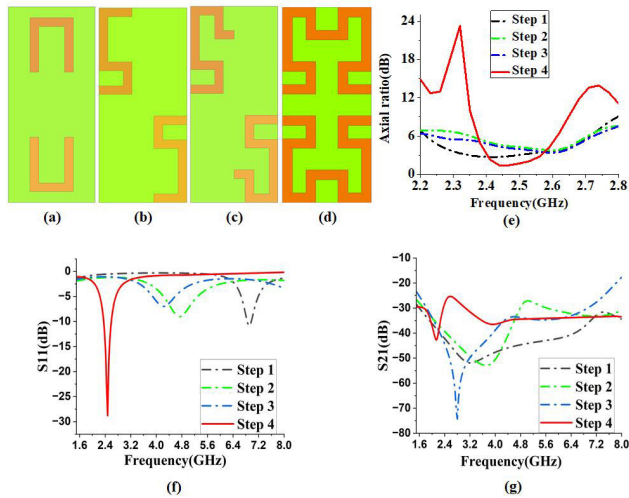 (a)
(b)
(c)
(d)
Axial ratio(dB)
24
18
12
6
0
Step 1
Step 2
Step 3
Step 4
2.2 2.3 2.4 2.5 2.6 2.7 2.8
Frequency(GHz)
(e)
S11(dB)
0
−5
−10
−15
−20
−25
−30
Step 1
Step 2
Step 3
Step 4
1.6 2.4 3.2 4.0 4.8 5.6 6.4 7.2 8.0
Frequency(GHz)
(f)
S21(dB)
0
−10
−20
−30
−40
−50
−60
−70
−80
Step 1
Step 2
Step 3
Step 4
1.6 2.4 3.2 4.0 4.8 5.6 6.4 7.2 8.0
Frequency(GHz)
(g)